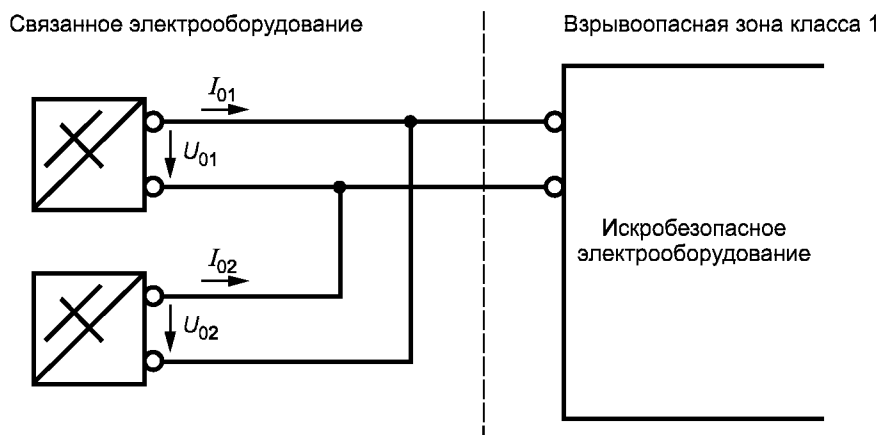 Связанное электрооборудование
Взрывоопасная зона класса 1
I01
U01
I02
U02
Искробезопасное
электрооборудование